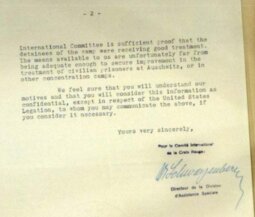 - 2 -
International Committee is sufficient proof that the
detainees of the camp were receiving good treatment.
The means available to us are unfortunately far from
being adequate enough to secure improvement in the
treatment of civilian prisoners at Auschwitz, or in
other concentration camps.
We feel sure that you will understand our
motives and that you will consider this information as
confidential, except in respect of the United States
Legation, to whom you may communicate the above, if
you consider it necessary.
Yours very sincerely,
Pour le Comité International
de la Croix Rouge:
Directeur de la Division
d'Assistance Spéciale